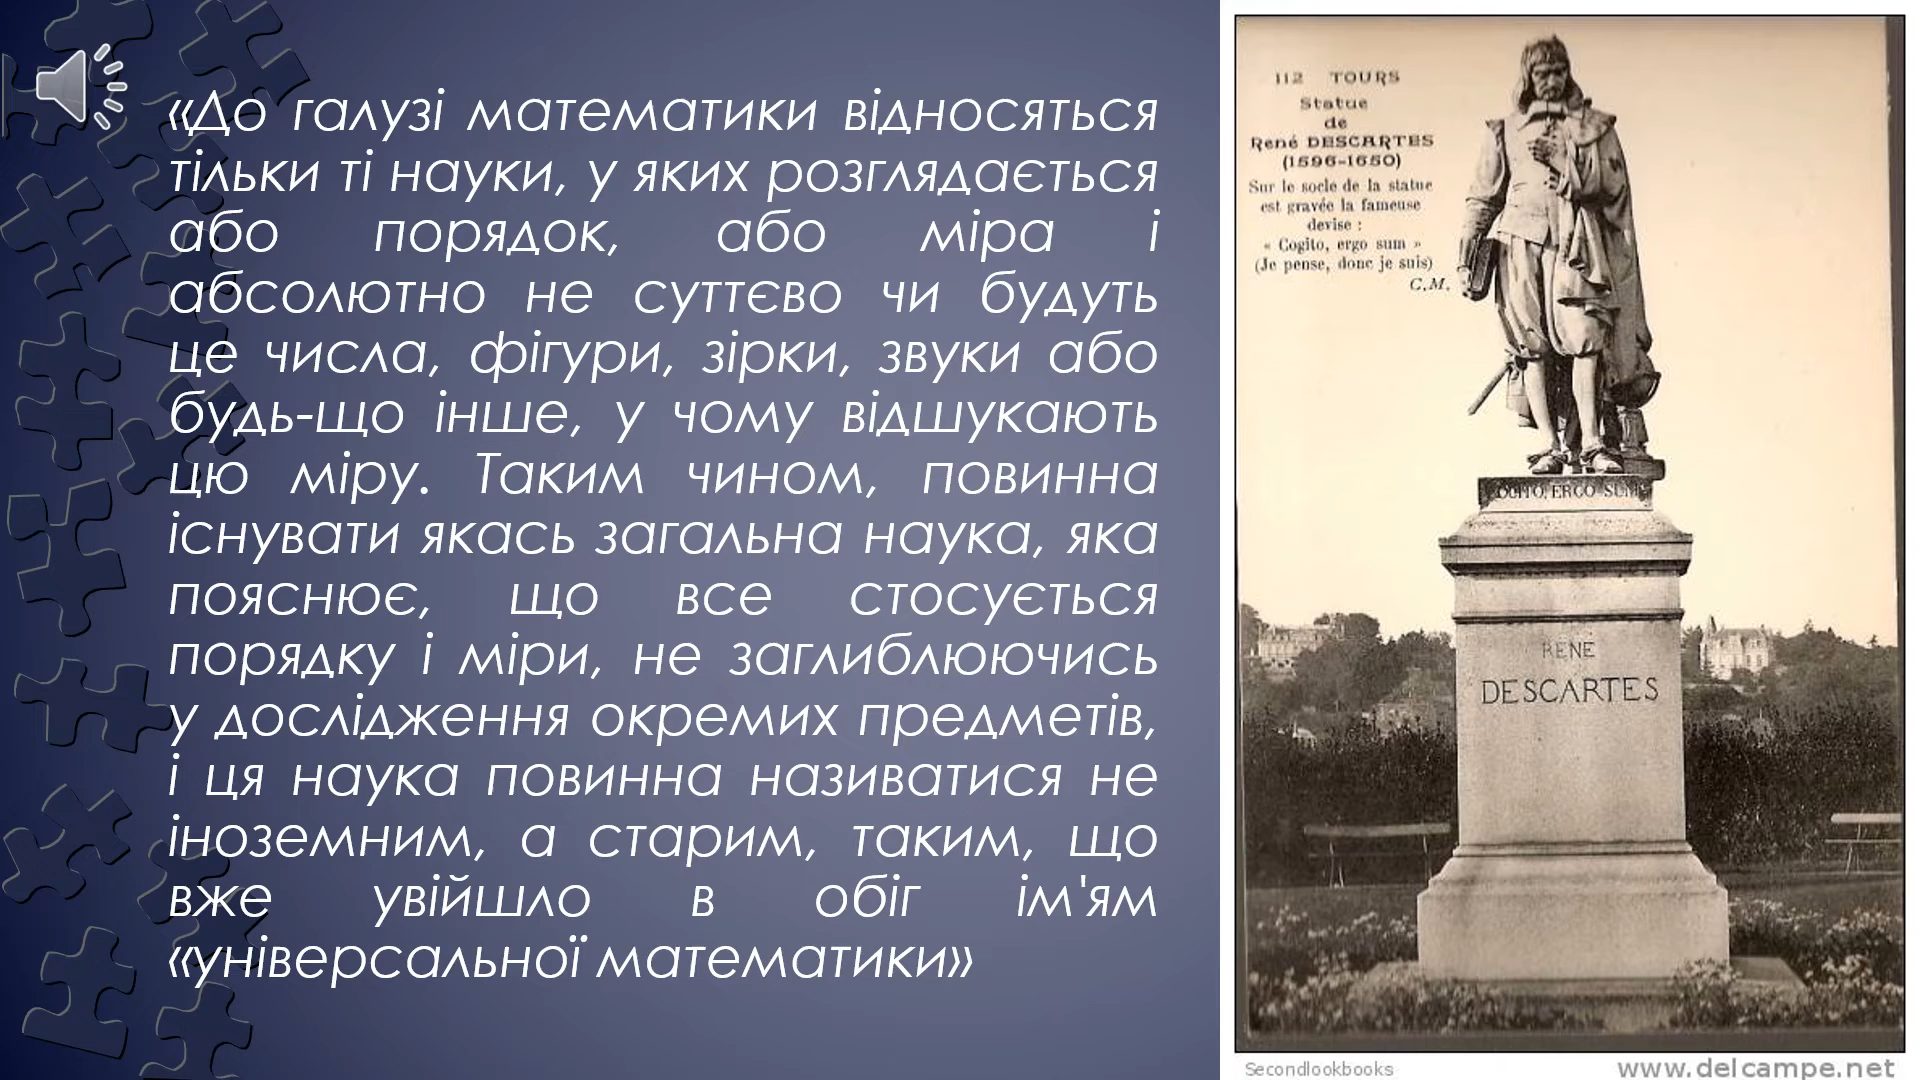 «До галузі математики відносяться
тільки ті науки, у яких розглядається
або порядок, або міра і
абсолютно не суттєво чи будуть
це числа, фігури, зірки, звуки або
будь-що інше, у чому відшукають
цю міру. Таким чином, повинна
існувати якась загальна наука, яка
пояснює, що все стосується
порядку і міри, не заглиблюючись
у дослідження окремих предметів,
і ця наука повинна називатися не
іноземним, а старим, таким, що
вже увійшло в обіг ім'ям
«універсальної математики»
112 TOURS
Statue
de
René DESCARTES
(1596-1650)
Sur le socle de la statue
est gravée la fameuse
devise :
« Cogito, ergo sum »
(Je pense, donc je suis)
C.M.
COGITO, ERGO SUM
RENE
DESCARTES
Secondlookbooks
www.delcampe.net